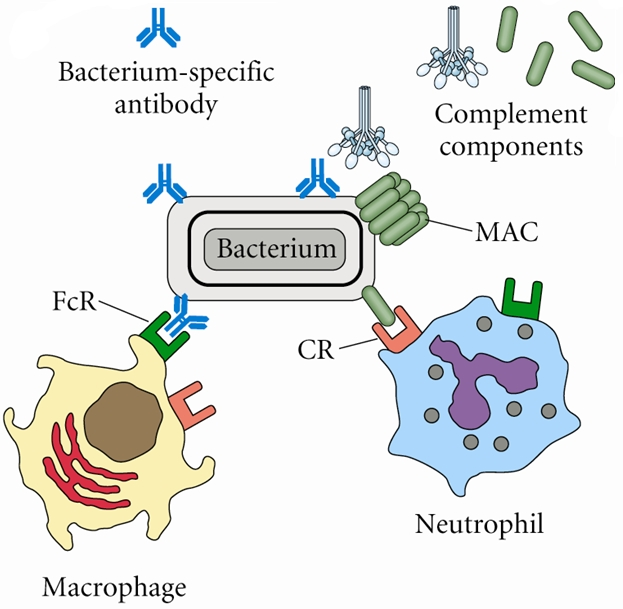 Bacterium-specific
antibody
Complement
components
MAC
Bacterium
FcR
CR
Neutrophil
Macrophage